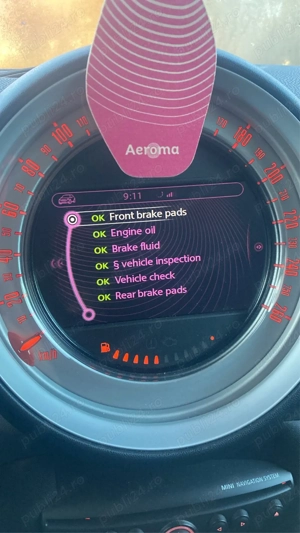 Aeroma
9:11
OK Front brake pads
OK Engine oil
OK Brake fluid
OK § vehicle inspection
OK Vehicle check
OK Rear brake pads
MINI NAVIGATION SYSTEM